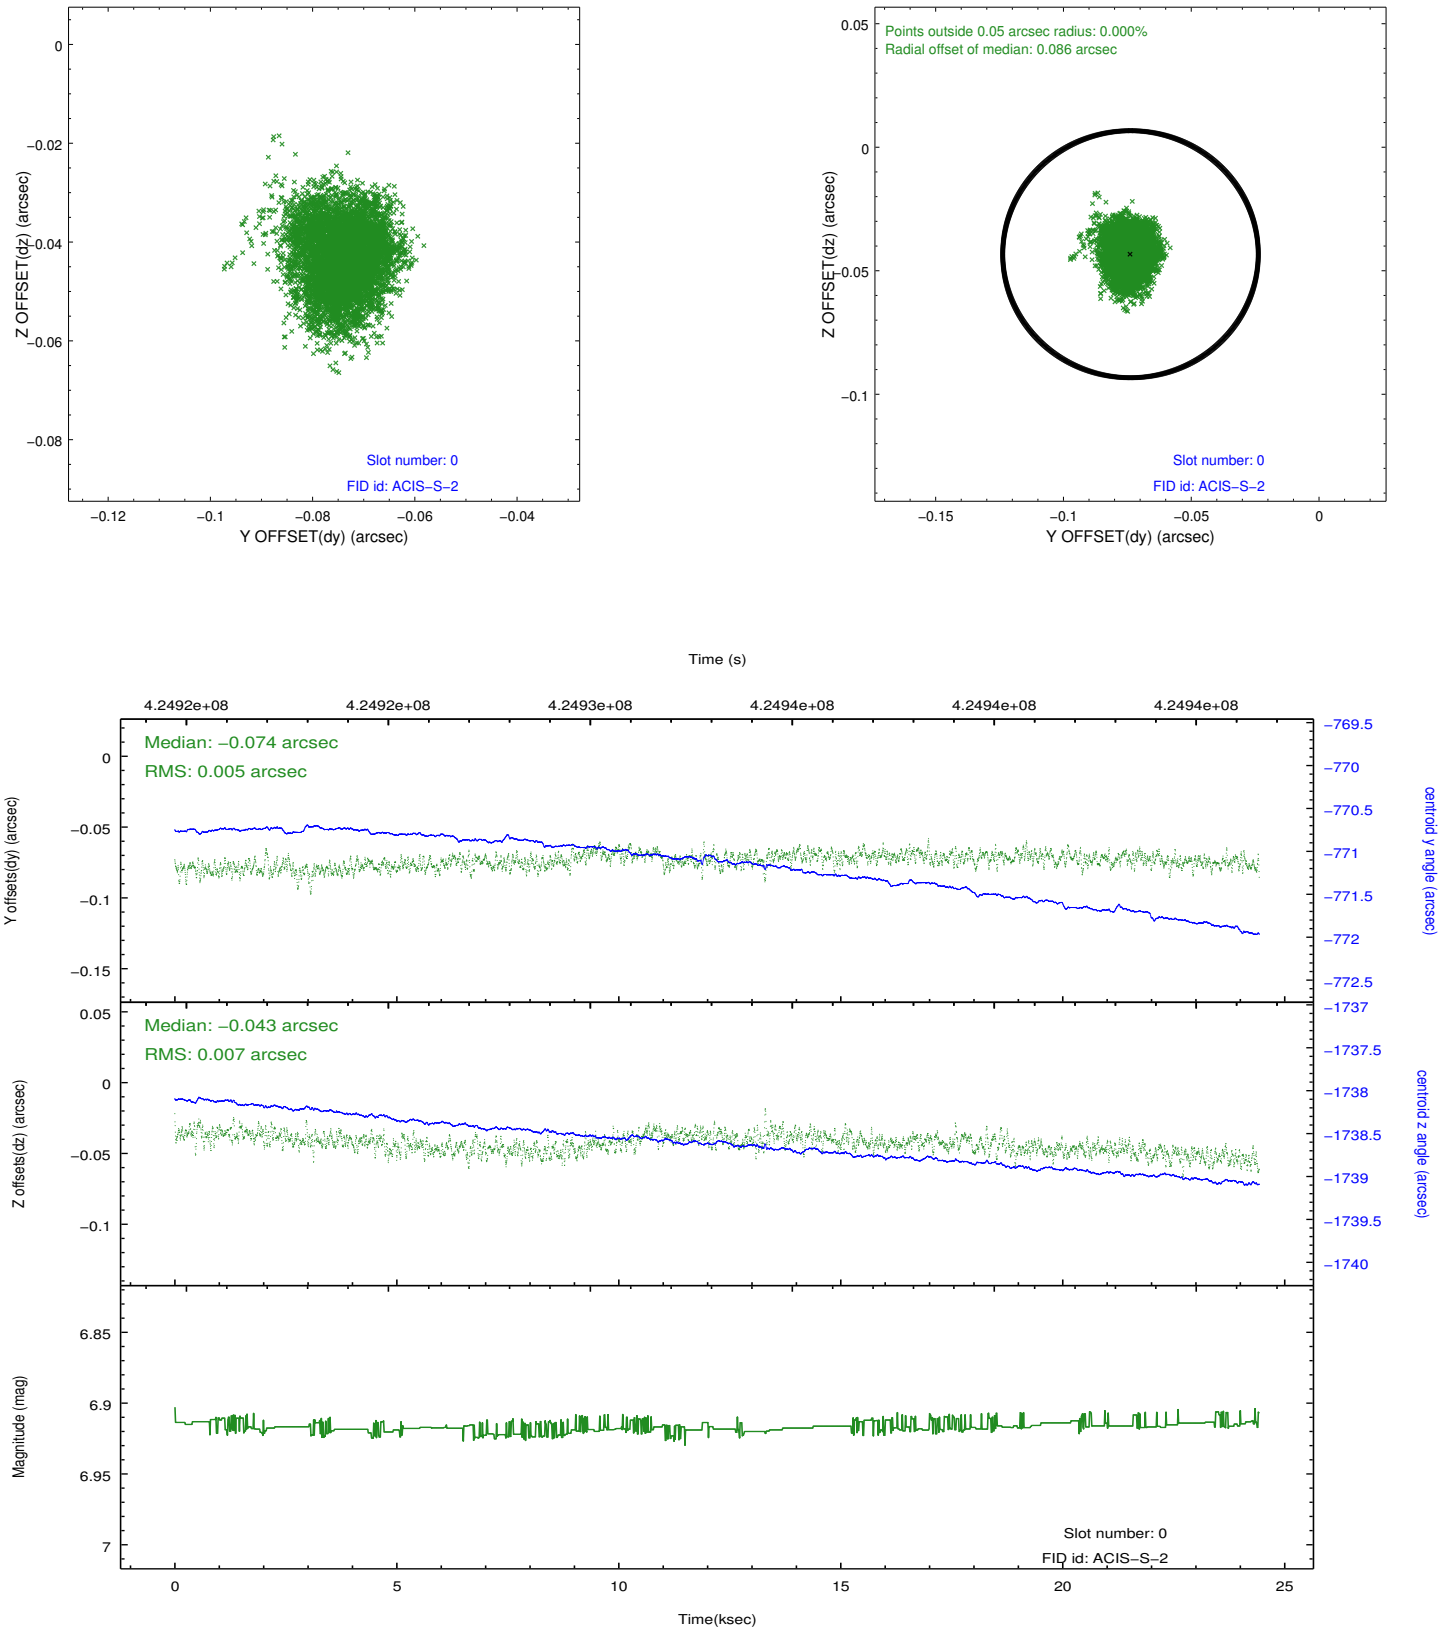 0
−0.02
−0.04
−0.06
−0.08
Z OFFSET(dz) (arcsec)
Slot number: 0
FID id: ACIS−S−2
−0.12
−0.1
−0.08
−0.06
−0.04
Y OFFSET(dy) (arcsec)
Points outside 0.05 arcsec radius: 0.000%
Radial offset of median: 0.086 arcsec
0.05
0
−0.05
−0.1
Z OFFSET(dz) (arcsec)
Slot number: 0
FID id: ACIS−S−2
−0.15
−0.1
−0.05
0
Y OFFSET(dy) (arcsec)
Time (s)
4.2492e+08
4.2492e+08
4.2493e+08
4.2494e+08
4.2494e+08
4.2494e+08
Median: −0.074 arcsec
RMS: 0.005 arcsec
0
−0.05
−0.1
−0.15
Y offsets(dy) (arcsec)
−769.5
−770
−770.5
−771
−771.5
−772
−772.5
centroid y angle (arcsec)
Median: −0.043 arcsec
RMS: 0.007 arcsec
0.05
0
−0.05
−0.1
Z offsets(dz) (arcsec)
−1737
−1737.5
−1738
−1738.5
−1739
−1739.5
−1740
centroid z angle (arcsec)
6.85
6.9
6.95
7
Magnitude (mag)
Slot number: 0
FID id: ACIS−S−2
0
5
10
15
20
25
Time(ksec)